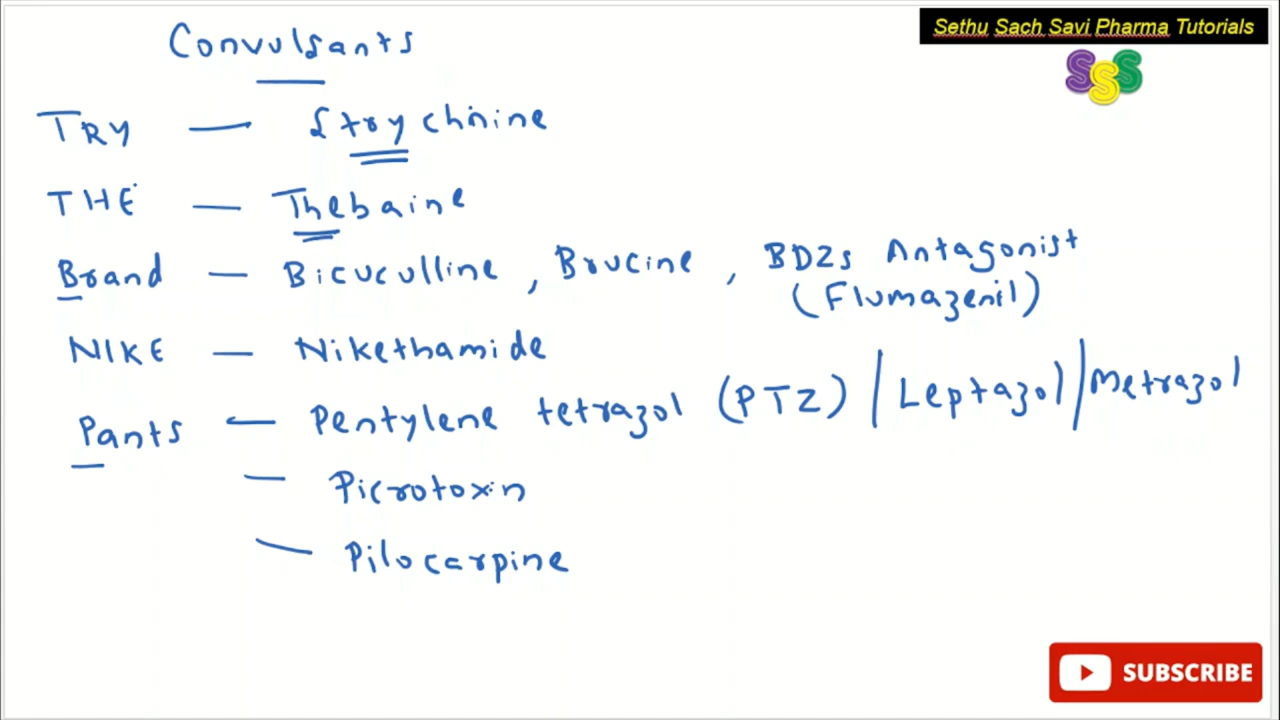 Sethu Sach Savi Pharma Tutorials
SSS
Convulsants
TRY — Strychnine
THE — Thebaine
Brand — Bicuculline, Brucine, BDZs Antagonist
(Flumazenil)
NIKE — Nikethamide
Pants — Pentylene tetrazol (PTZ) / Leptazol / Metrazol
— Picrotoxin
— Pilocarpine
SUBSCRIBE